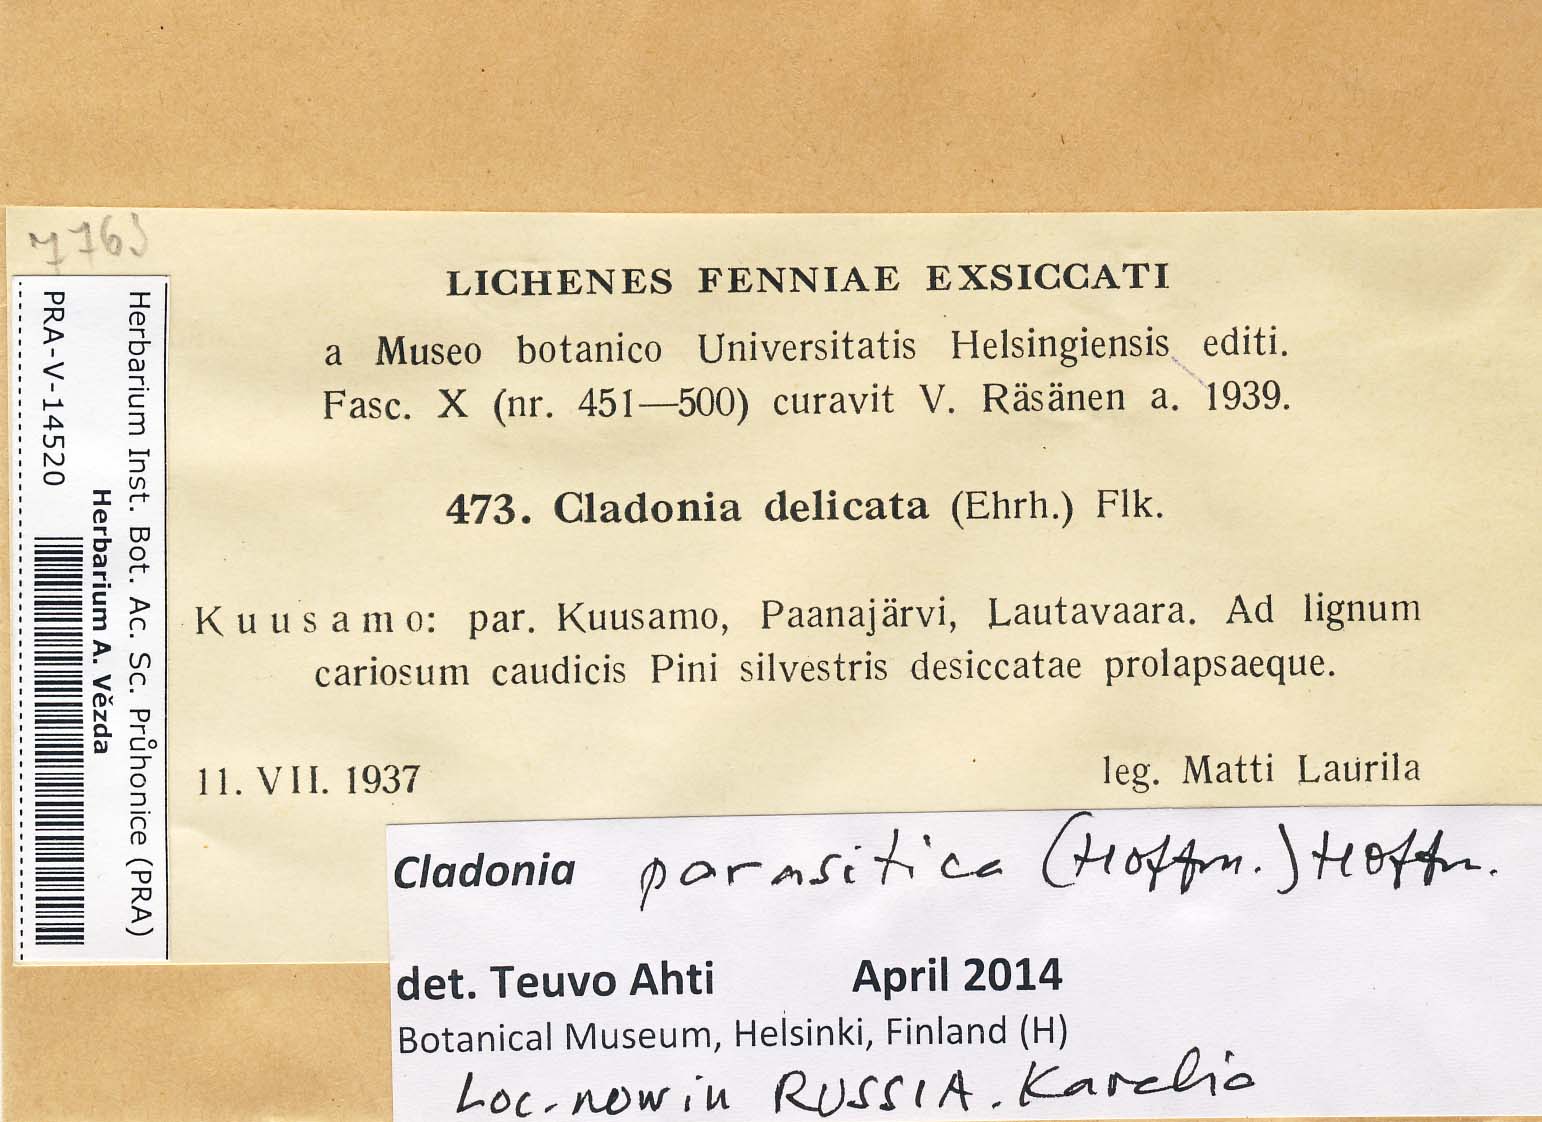 7763
Herbarium Inst. Bot. Ac. Sc. Průhonice (PRA)
Herbarium A. Vězda
PRA-V-14520
LICHENES FENNIAE EXSICCATI
a Museo botanico Universitatis Helsingiensis editi.
Fasc. X (nr. 451—500) curavit V. Räsänen a. 1939.
473. Cladonia delicata (Ehrh.) Flk.
Kuusamo: par. Kuusamo, Paanajärvi, Lautavaara. Ad lignum
cariosum caudicis Pini silvestris desiccatae prolapsaeque.
11. VII. 1937 leg. Matti Laurila
Cladonia parasitica (Hoffm.) Hoffm.
det. Teuvo Ahti April 2014
Botanical Museum, Helsinki, Finland (H)
Loc. now in RUSSIA. Karelia